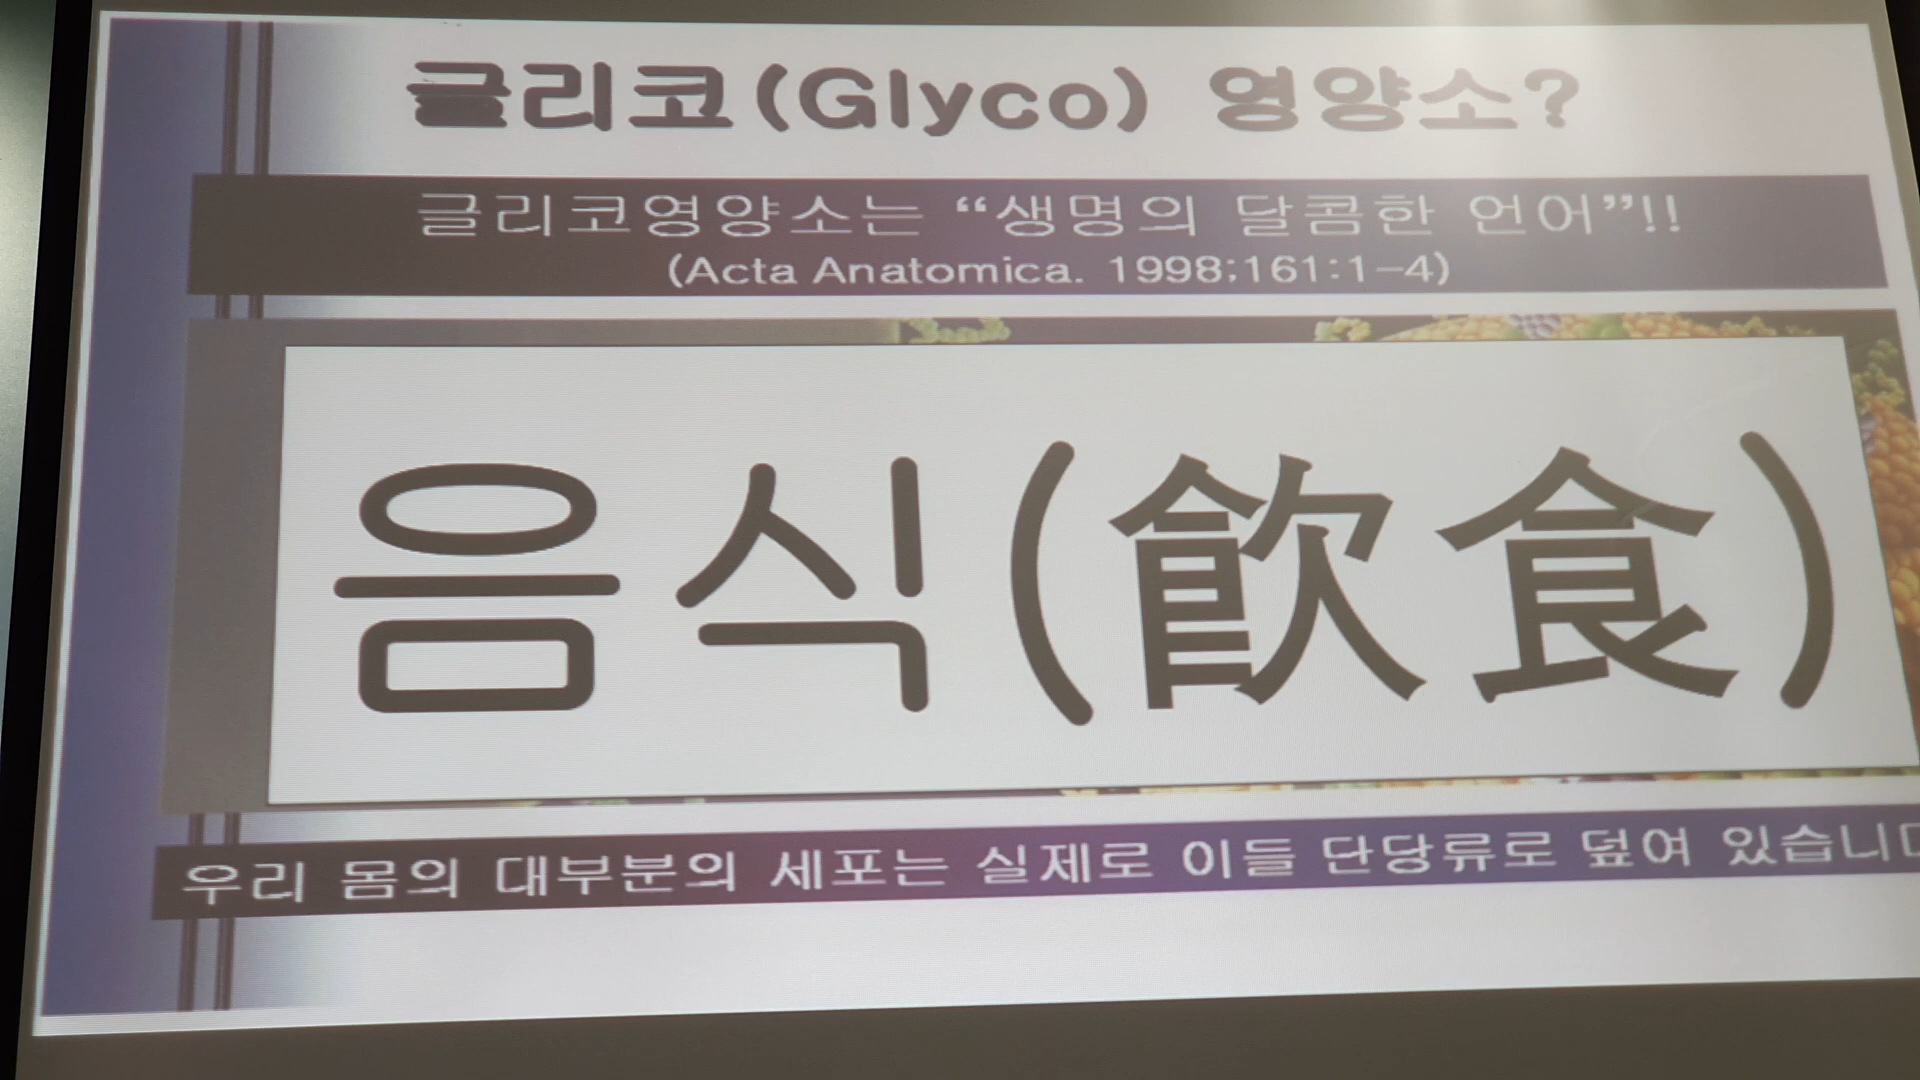 글리코(Glyco) 영양소?
글리코영양소는 “생명의 달콤한 언어”!!
(Acta Anatomica. 1998;161:1-4)
음식(飮食)
우리 몸의 대부분의 세포는 실제로 이들 단당류로 덮여 있습니다